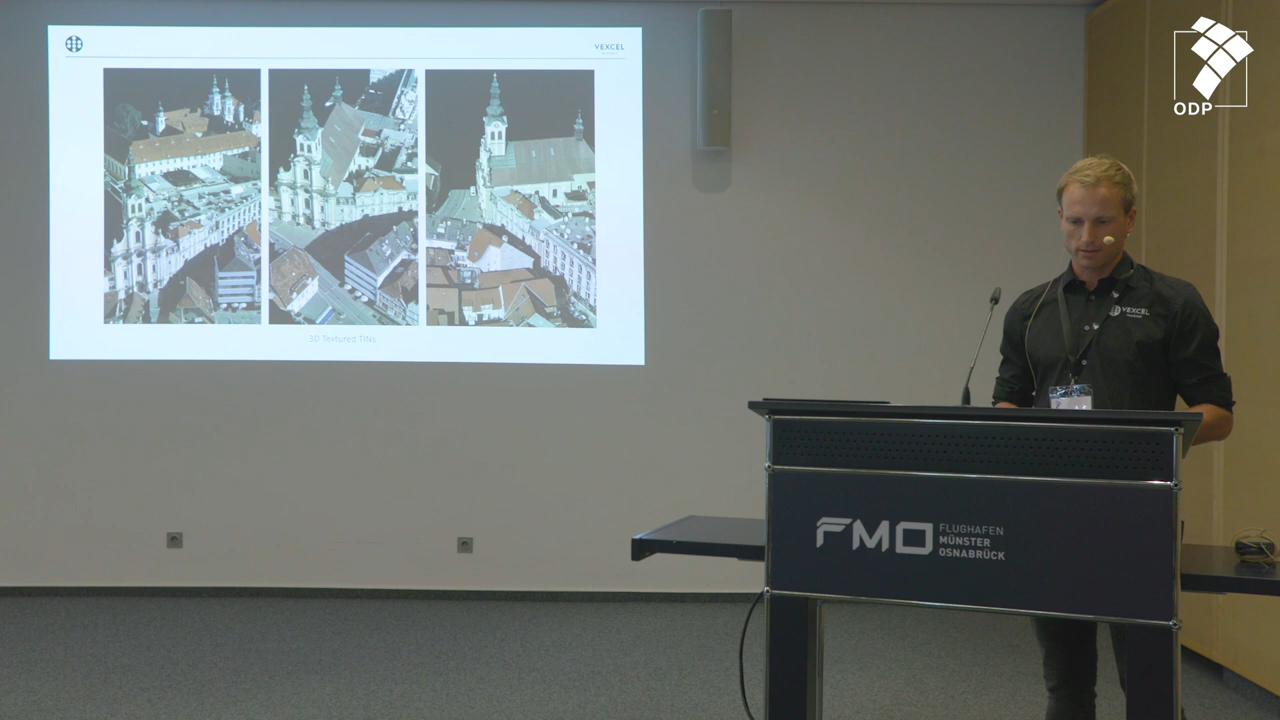 VEXCEL
3D Textured TINs
ODP
VEXCEL
FMO
FLUGHAFEN
MÜNSTER
OSNABRÜCK